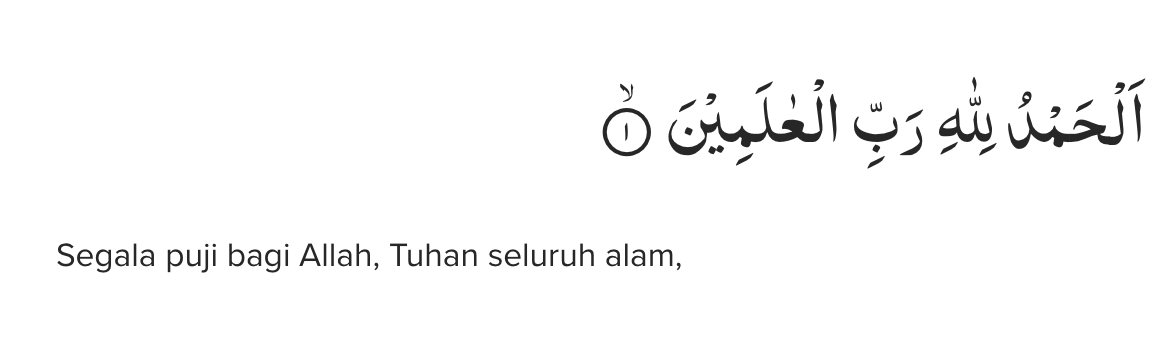 اَلْحَمْدُ لِلّٰهِ رَبِّ الْعٰلَمِيْنَ ۙ ١
Segala puji bagi Allah, Tuhan seluruh alam,